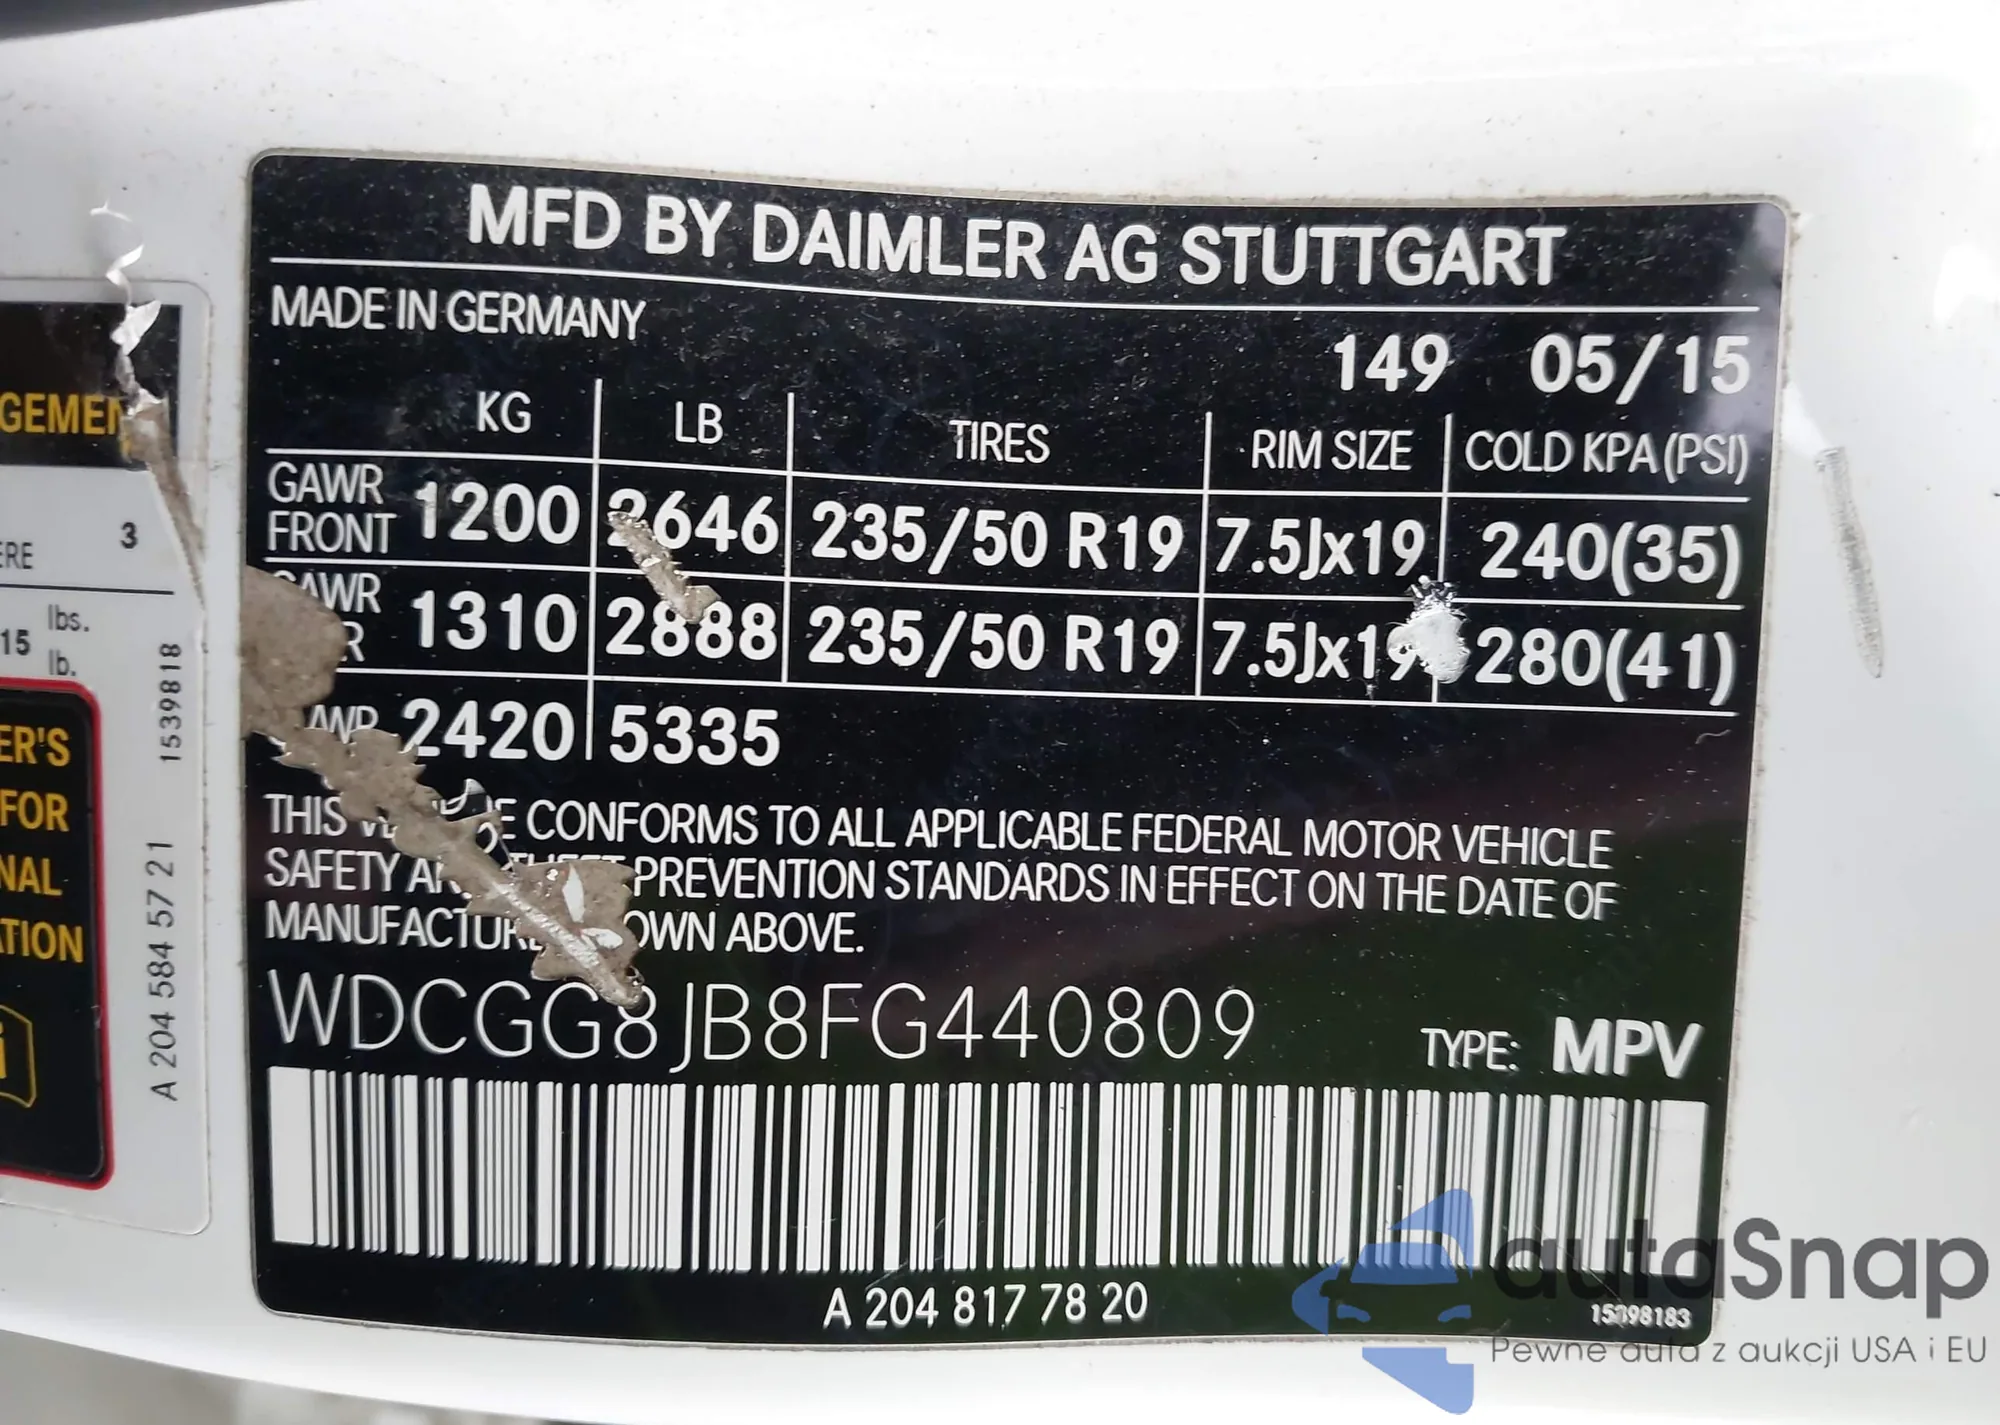 MFD BY DAIMLER AG STUTTGART
MADE IN GERMANY
149 05/15
KG LB TIRES RIM SIZE COLD KPA (PSI)
GAWR FRONT 1200 2646 235/50 R19 7.5Jx19 240(35)
1310 2888 235/50 R19 7.5Jx19 280(41)
2420 5335
THIS CONFORMS TO ALL APPLICABLE FEDERAL MOTOR VEHICLE
SAFETY PREVENTION STANDARDS IN EFFECT ON THE DATE OF
ABOVE.
WDCGG8JB8FG440809
TYPE: MPV
A 204 817 78 20
15398183
3
lbs.
15 lb.
ER'S
FOR
NAL
ATION
A 204 584 57 21 1539818
autaSnap
Pewne auta z aukcji USA i EU